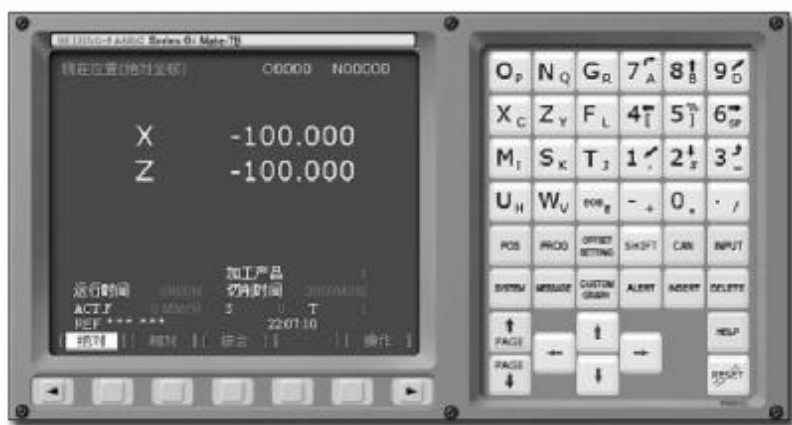 BEIJING-FANUC Series 0i Mate-TB
现在位置(绝对坐标) O0000 N00000
X -100.000
Z -100.000
加工产品
运行时间 切削时间
ACT.F S 0 T
REF **** *** 22:07:10
[ 绝对 ] [ 相对 ] [ 综合 ] [ ] [ 操作 ]
O P N Q G R 7 A 8 B 9 D
X C Z Y F L 4 [ 5 ] 6 SP
M I S K T J 1 , 2 # 3 _
U H W V EOB E - + 0 . /
POS PROG OFFSET SETTING SHIFT CAN INPUT
SYSTEM MESSAGE CUSTOM GRAPH ALERT INSERT DELETE
PAGE HELP
PAGE RESET